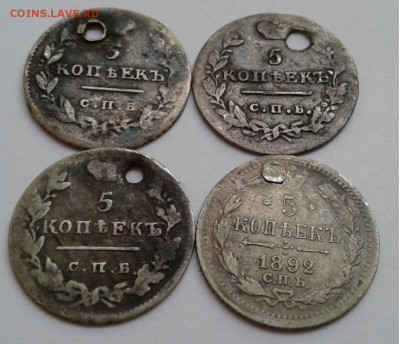 COINS.LAVE.RU
5
КОПѢЕКЪ
С.П.Б.
5
КОПѢЕКЪ
С.П.Б.
5
КОПѢЕКЪ
С.П.Б.
· 5 ·
КОПѢЕКЪ
1892
С.П.Б.